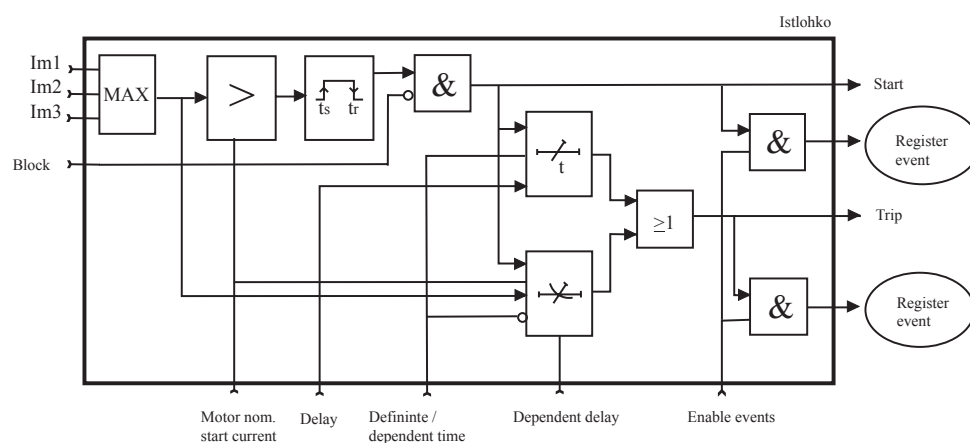 Istlohko
Im1
Im2
Im3
MAX
>
ts tr
&
Start
Block
t
&
Register
event
≥1
Trip
&
Register
event
Motor nom.
start current
Delay
Defininte /
dependent time
Dependent delay
Enable events